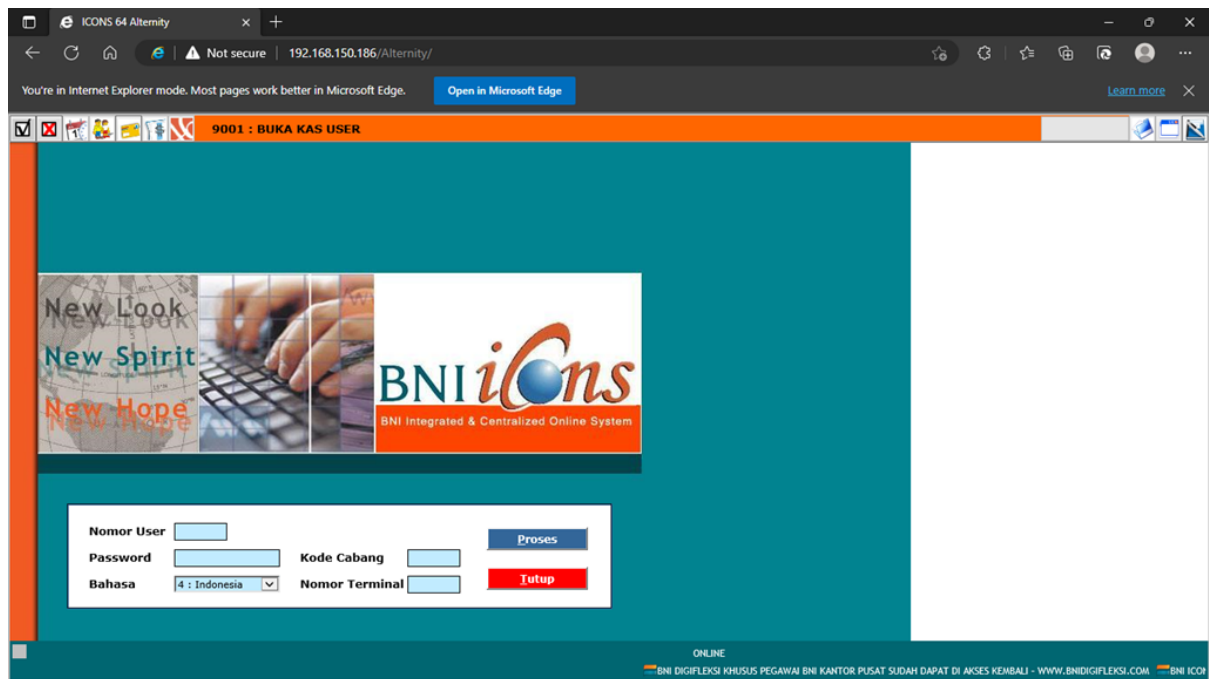 ICONS 64 Alternity
Not secure | 192.168.150.186/Alternity/
You're in Internet Explorer mode. Most pages work better in Microsoft Edge.
Open in Microsoft Edge
Learn more
9001 : BUKA KAS USER
New Look
New Spirit
New Hope
BNI icons
BNI Integrated & Centralized Online System
Nomor User
Proses
Password
Kode Cabang
Bahasa
4 : Indonesia
Nomor Terminal
Tutup
ONLINE
BNI DIGIFLEKSI KHUSUS PEGAWAI BNI KANTOR PUSAT SUDAH DAPAT DI AKSES KEMBALI - WWW.BNIDIGIFLEKSI.COM
BNI ICON